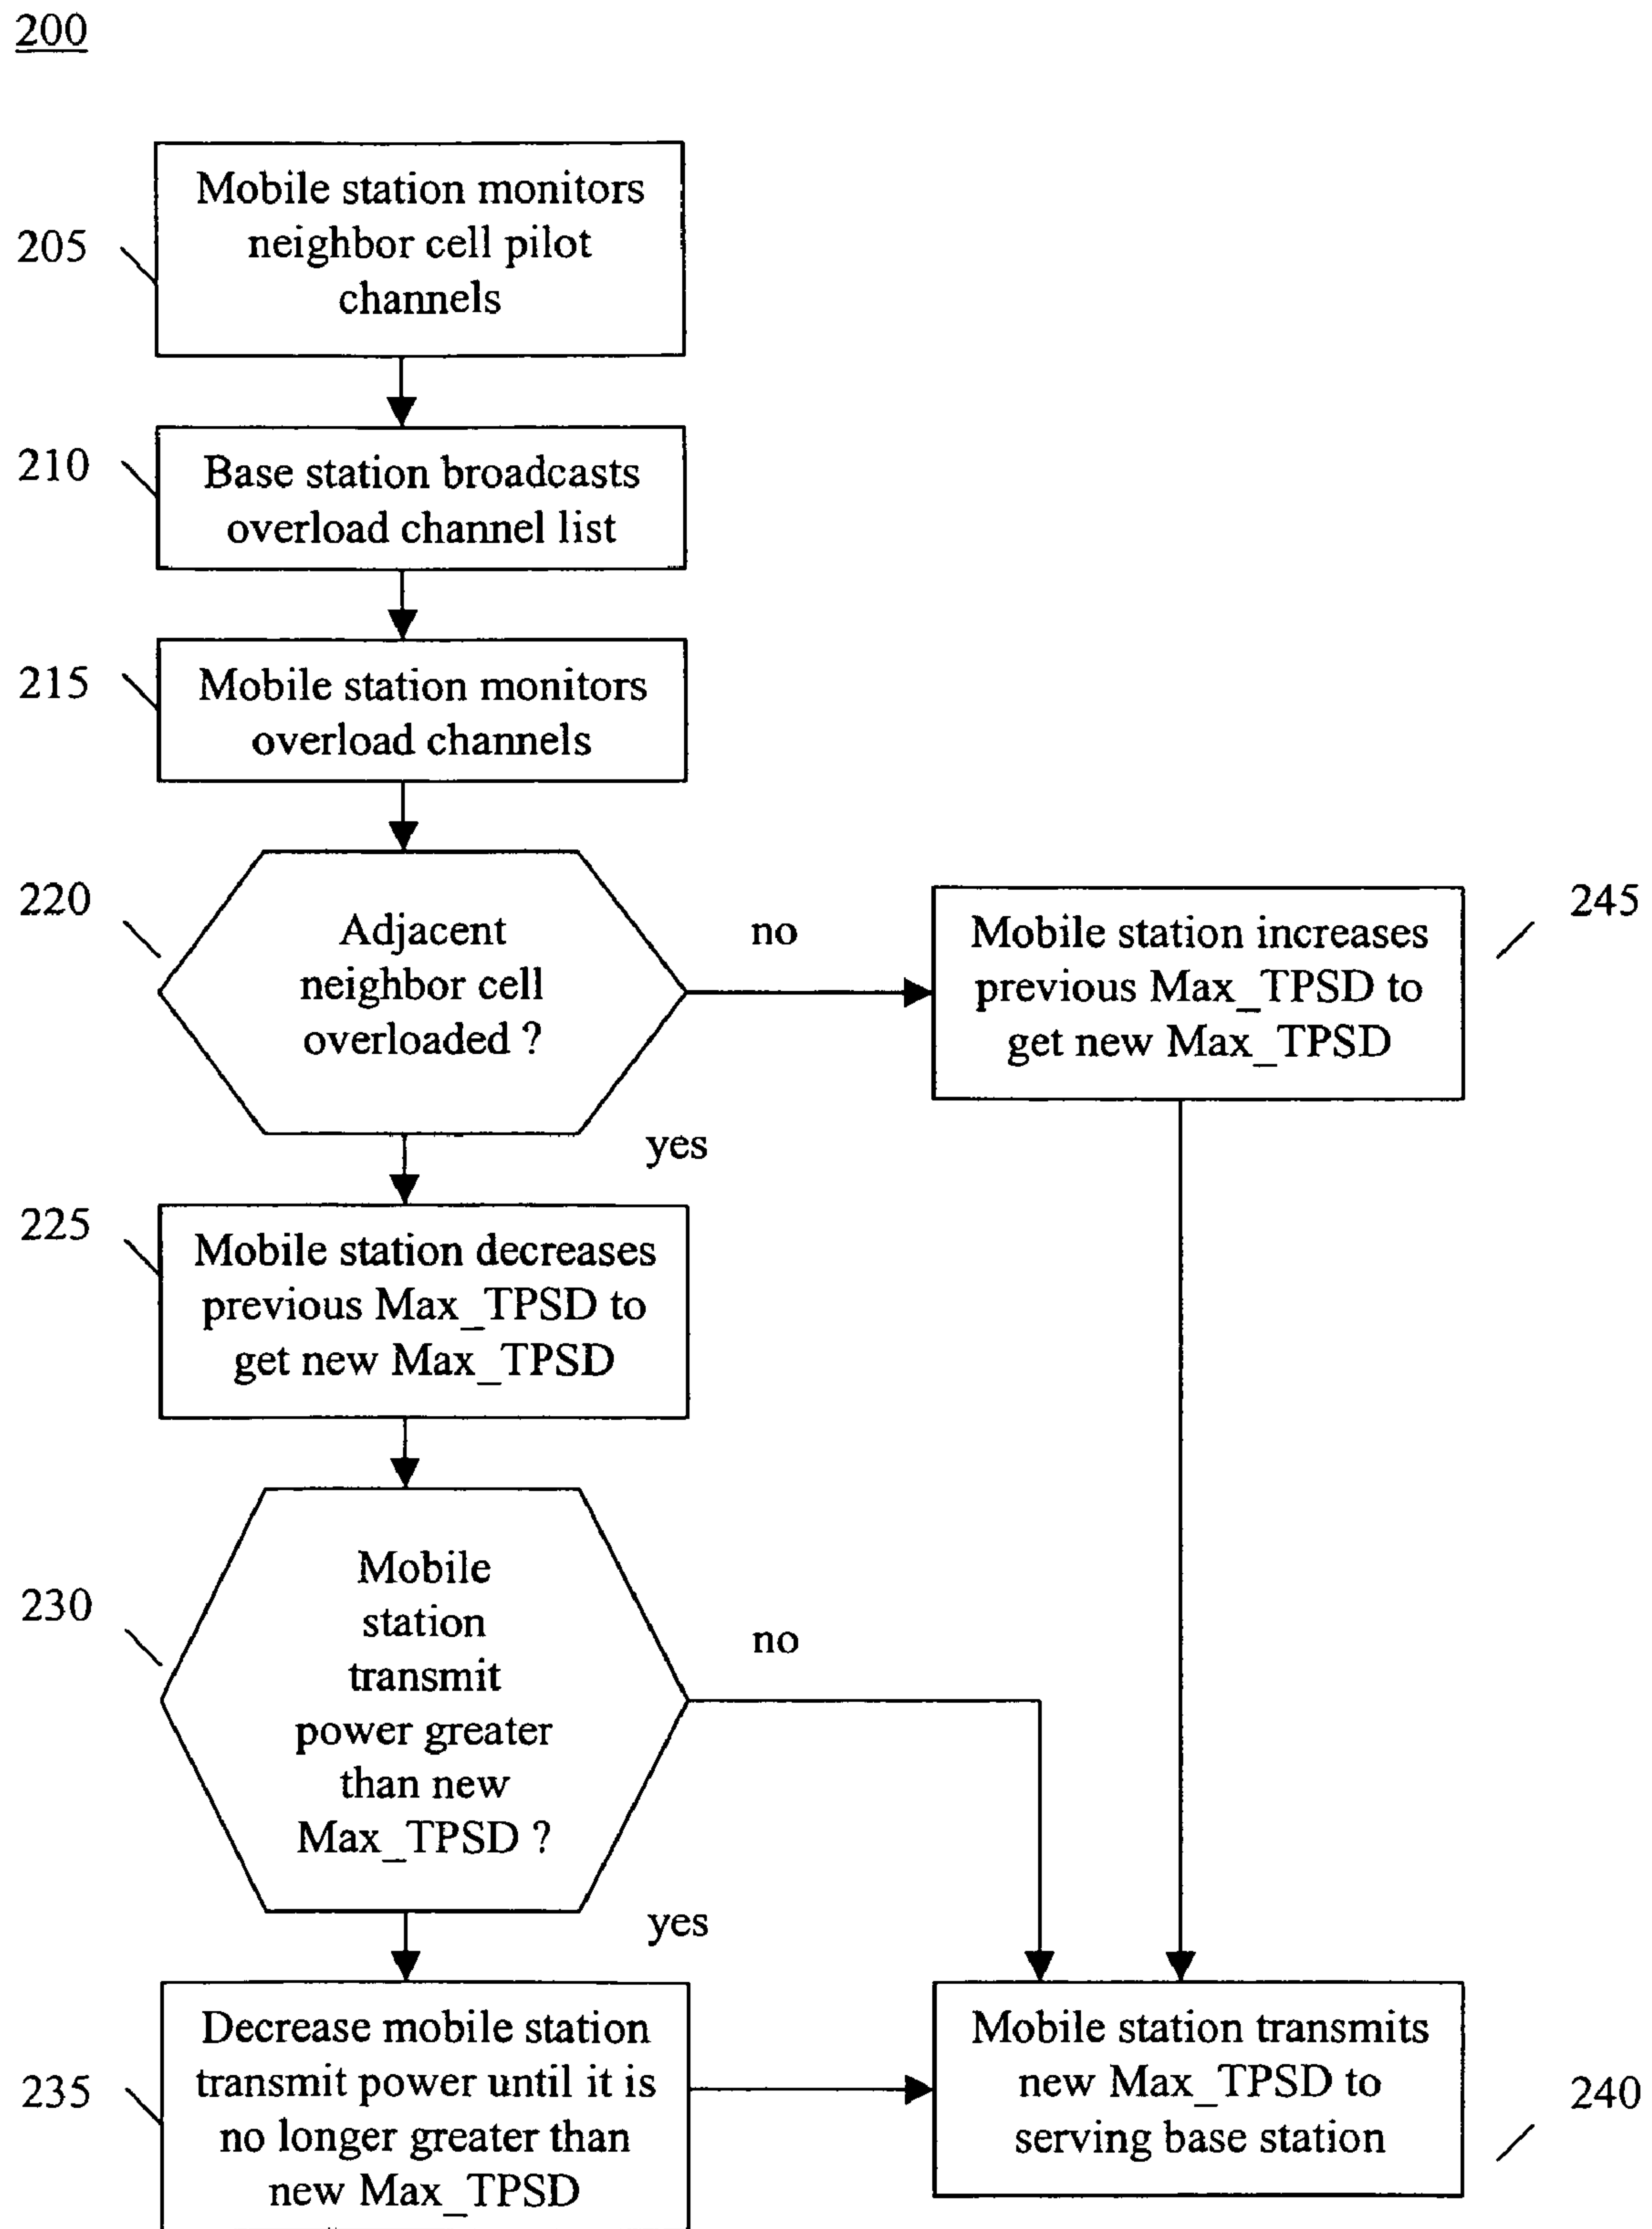 200
205
Mobile station monitors
neighbor cell pilot
channels
210
Base station broadcasts
overload channel list
215
Mobile station monitors
overload channels
220
Adjacent
neighbor cell
overloaded ?
no
Mobile station increases
previous Max_TPSD to
get new Max_TPSD
245
yes
225
Mobile station decreases
previous Max_TPSD to
get new Max_TPSD
230
Mobile
station
transmit
power greater
than new
Max_TPSD ?
no
yes
235
Decrease mobile station
transmit power until it is
no longer greater than
new Max_TPSD
Mobile station transmits
new Max_TPSD to
serving base station
240